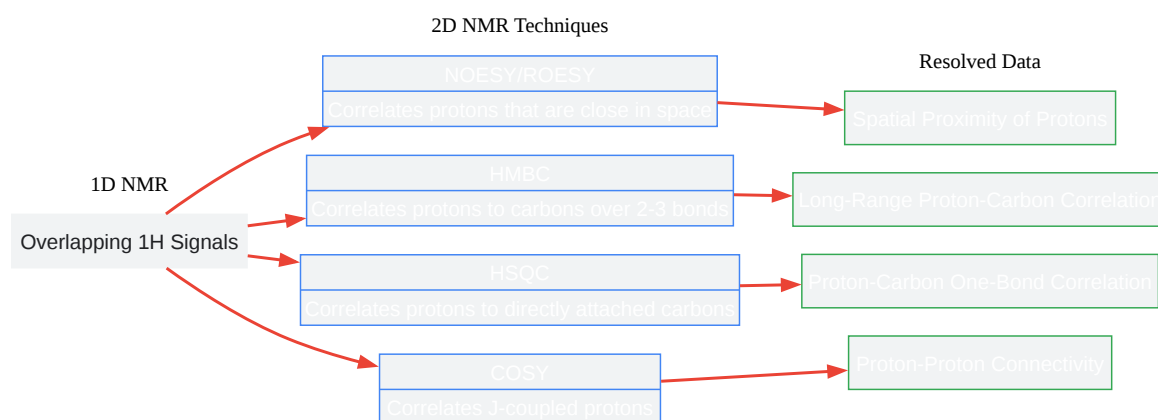 2D NMR Techniques
NOESY/ROESY
Correlates protons that are close in space
Resolved Data
Spatial Proximity of Protons
1D NMR
Overlapping 1H Signals
HMBC
Correlates protons to carbons over 2-3 bonds
Long-Range Proton-Carbon Correlation
HSQC
Correlates protons to directly attached carbons
Proton-Carbon One-Bond Correlation
COSY
Correlates J-coupled protons
Proton-Proton Connectivity